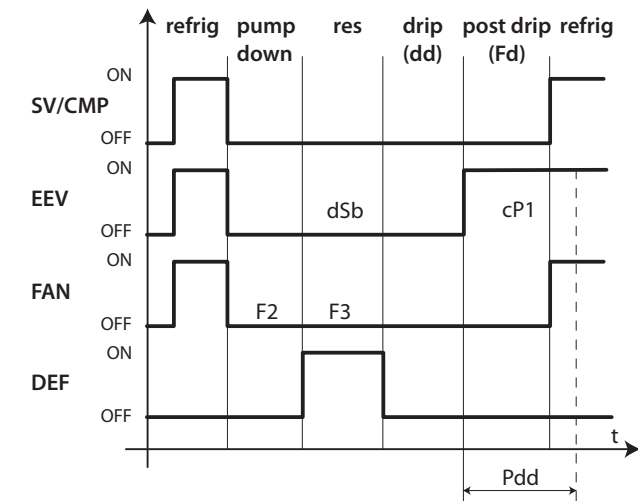 refrig pump down res drip (dd) post drip (Fd) refrig
ON
SV/CMP
OFF
ON
EEV
dSb
cP1
OFF
ON
FAN
F2
F3
OFF
ON
DEF
OFF
t
Pdd